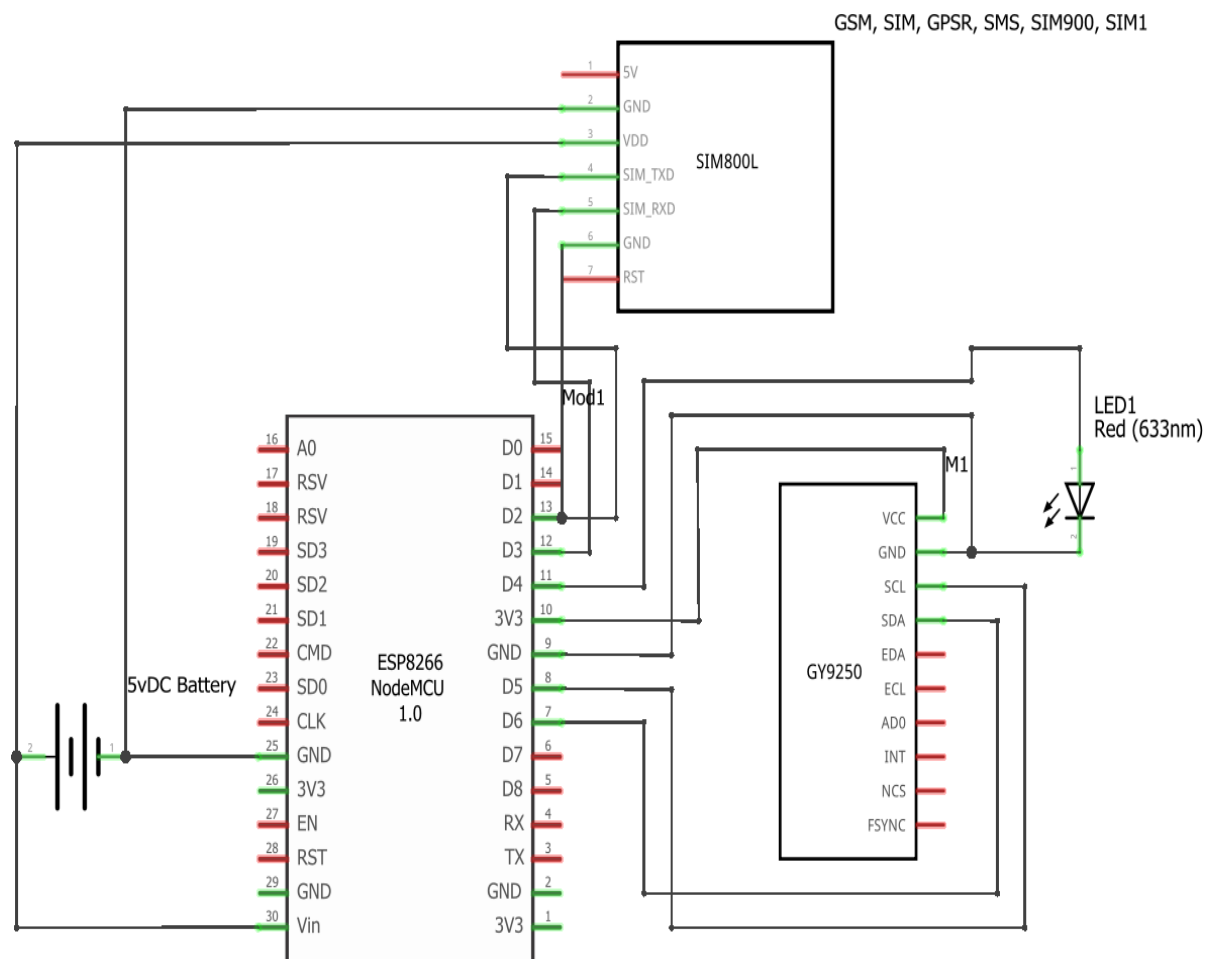 GSM, SIM, GPSR, SMS, SIM900, SIM1
1 5V
2 GND
3 VDD
SIM800L
4 SIM_TXD
5 SIM_RXD
6 GND
7 RST
Mod1
LED1
Red (633nm)
1
2
M1
16 A0
17 RSV
18 RSV
19 SD3
20 SD2
21 SD1
22 CMD
23 SD0
24 CLK
25 GND
26 3V3
27 EN
28 RST
29 GND
30 Vin
ESP8266
NodeMCU
1.0
D0 15
D1 14
D2 13
D3 12
D4 11
3V3 10
GND 9
D5 8
D6 7
D7 6
D8 5
RX 4
TX 3
GND 2
3V3 1
5vDC Battery
2
1
VCC
GND
SCL
SDA
EDA
ECL
AD0
INT
NCS
FSYNC
GY9250